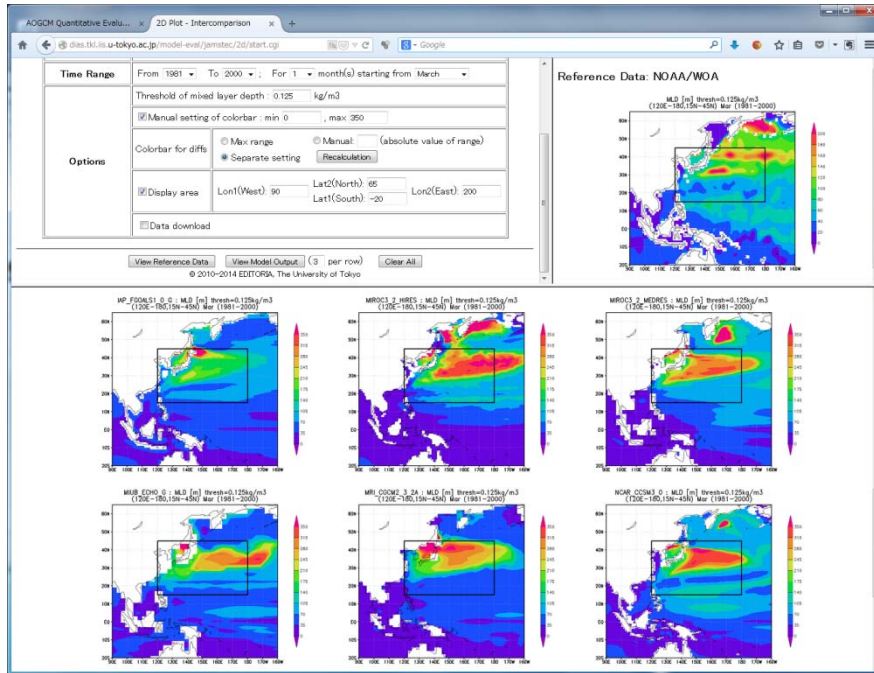 AOGCM Quantitative Evalu... × 2D Plot - Intercomparison × +
dias.tkl.iis.u-tokyo.ac.jp/model-eval/jamstec/2d/start.cgi Google
Time Range From 1981 To 2000 ; For 1 month(s) starting from March
Threshold of mixed layer depth : 0.125 kg/m3
Manual setting of colorbar : min 0 , max 350
Options
Colorbar for diffs Max range Manual: (absolute value of range)
Separate setting Recalculation
Display area Lon1(West): 90 Lat2(North): 65 Lon2(East): 200
Lat1(South): -20
Data download
View Reference Data View Model Output ( 3 per row) Clear All
© 2010-2014 EDITORIA, The University of Tokyo
Reference Data: NOAA/WOA
MLD [m] thresh=0.125kg/m3
(120E-180,15N-45N) Mar (1981-2000)
IAP_FGOALS1_0_G : MLD [m] thresh=0.125kg/m3
(120E-180,15N-45N) Mar (1981-2000)
MIROC3_2_HIRES : MLD [m] thresh=0.125kg/m3
(120E-180,15N-45N) Mar (1981-2000)
MIROC3_2_MEDRES : MLD [m] thresh=0.125kg/m3
(120E-180,15N-45N) Mar (1981-2000)
MIUB_ECHO_G : MLD [m] thresh=0.125kg/m3
(120E-180,15N-45N) Mar (1981-2000)
MRI_CGCM2_3_2A : MLD [m] thresh=0.125kg/m3
(120E-180,15N-45N) Mar (1981-2000)
NCAR_CCSM3_0 : MLD [m] thresh=0.125kg/m3
(120E-180,15N-45N) Mar (1981-2000)